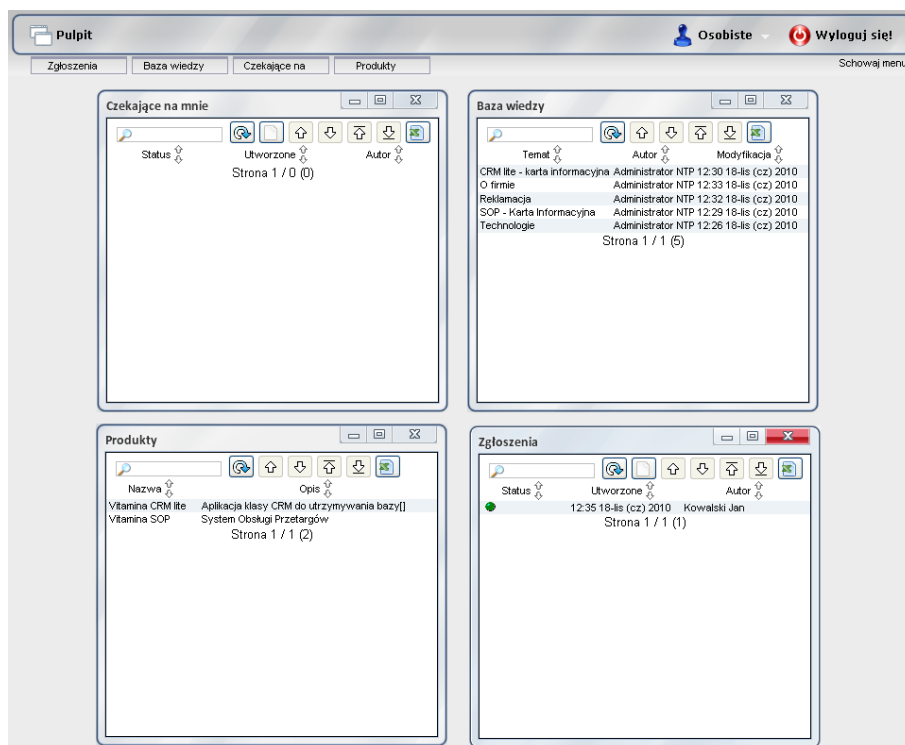 Pulpit
Osobiste
Wyloguj się!
Zgłoszenia
Baza wiedzy
Czekające na
Produkty
Schowaj menu
Czekające na mnie
Status Utworzone Autor
Strona 1 / 0 (0)
Baza wiedzy
Temat Autor Modyfikacja
CRM lite - karta informacyjna Administrator NTP 12:30 18-lis (cz) 2010
O firmie Administrator NTP 12:33 18-lis (cz) 2010
Reklamacja Administrator NTP 12:32 18-lis (cz) 2010
SOP - Karta Informacyjna Administrator NTP 12:29 18-lis (cz) 2010
Technologie Administrator NTP 12:26 18-lis (cz) 2010
Strona 1 / 1 (5)
Produkty
Nazwa Opis
Vitamina CRM lite Aplikacja klasy CRM do utrzymywania bazy[]
Vitamina SOP System Obsługi Przetargów
Strona 1 / 1 (2)
Zgłoszenia
Status Utworzone Autor
12:35 18-lis (cz) 2010 Kowalski Jan
Strona 1 / 1 (1)